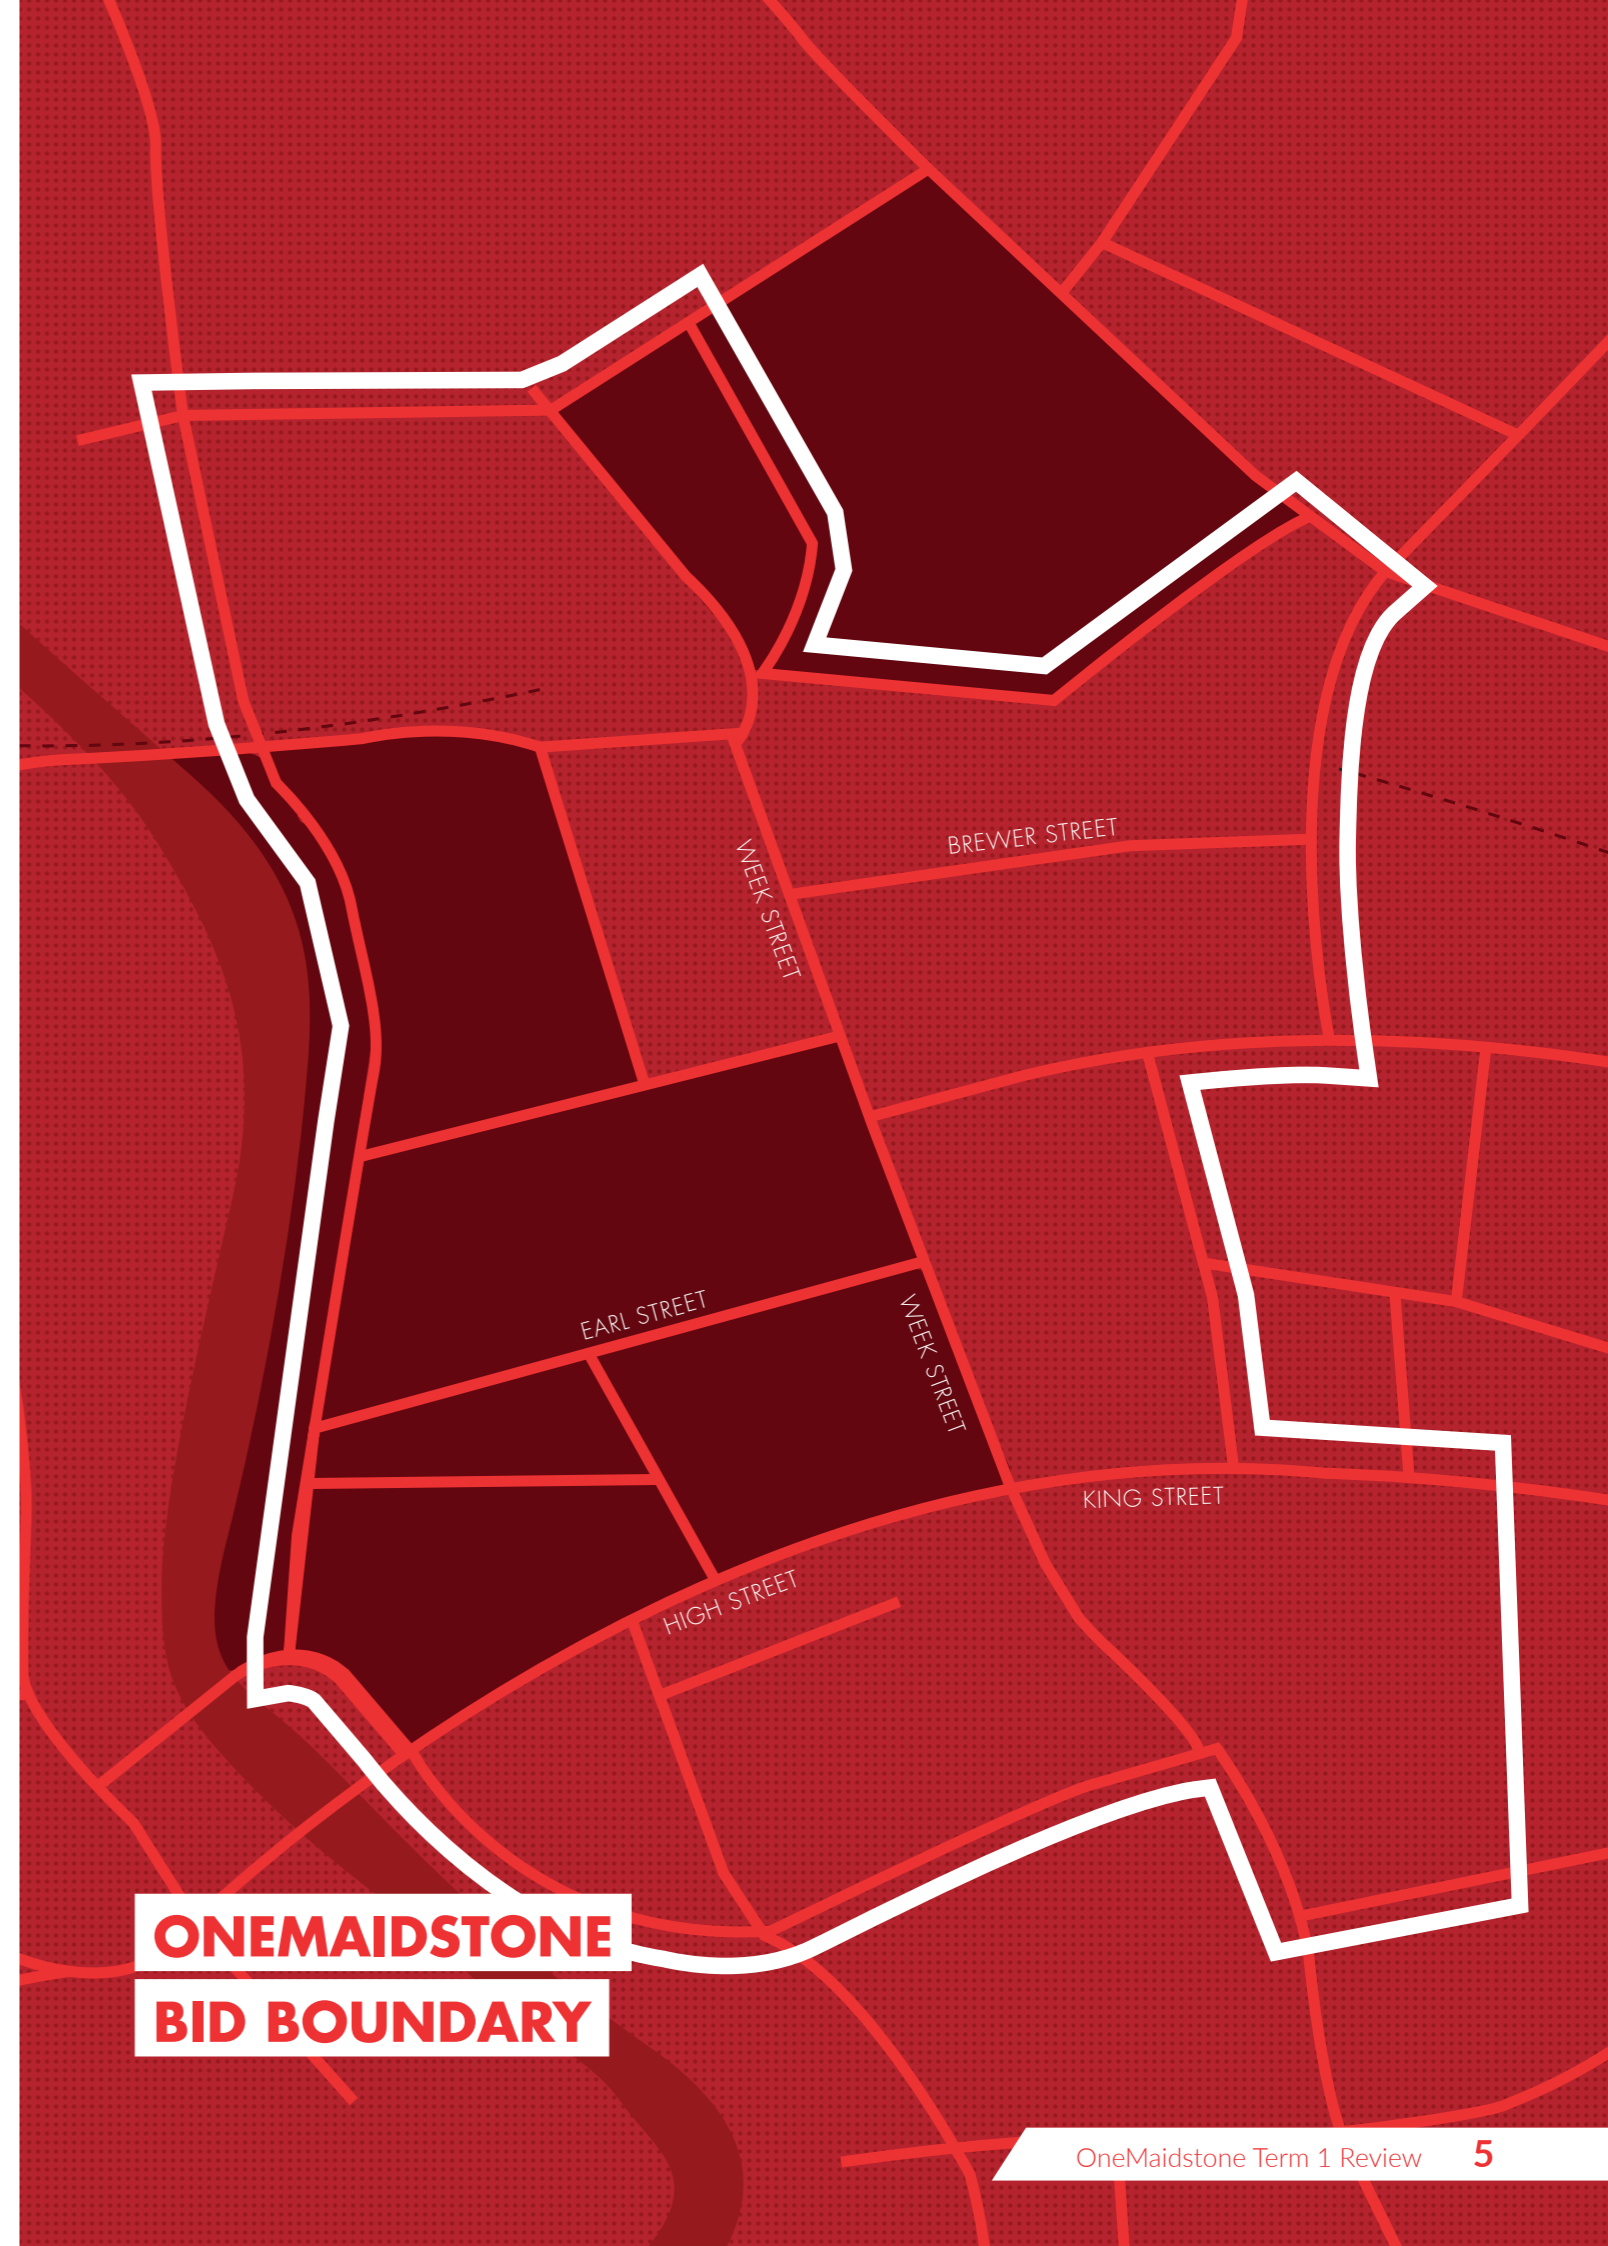 BREWER STREET
WEEK STREET
EARL STREET
WEEK STREET
KING STREET
HIGH STREET
ONEMAIDSTONE
BID BOUNDARY
OneMaidstone Term 1 Review 5